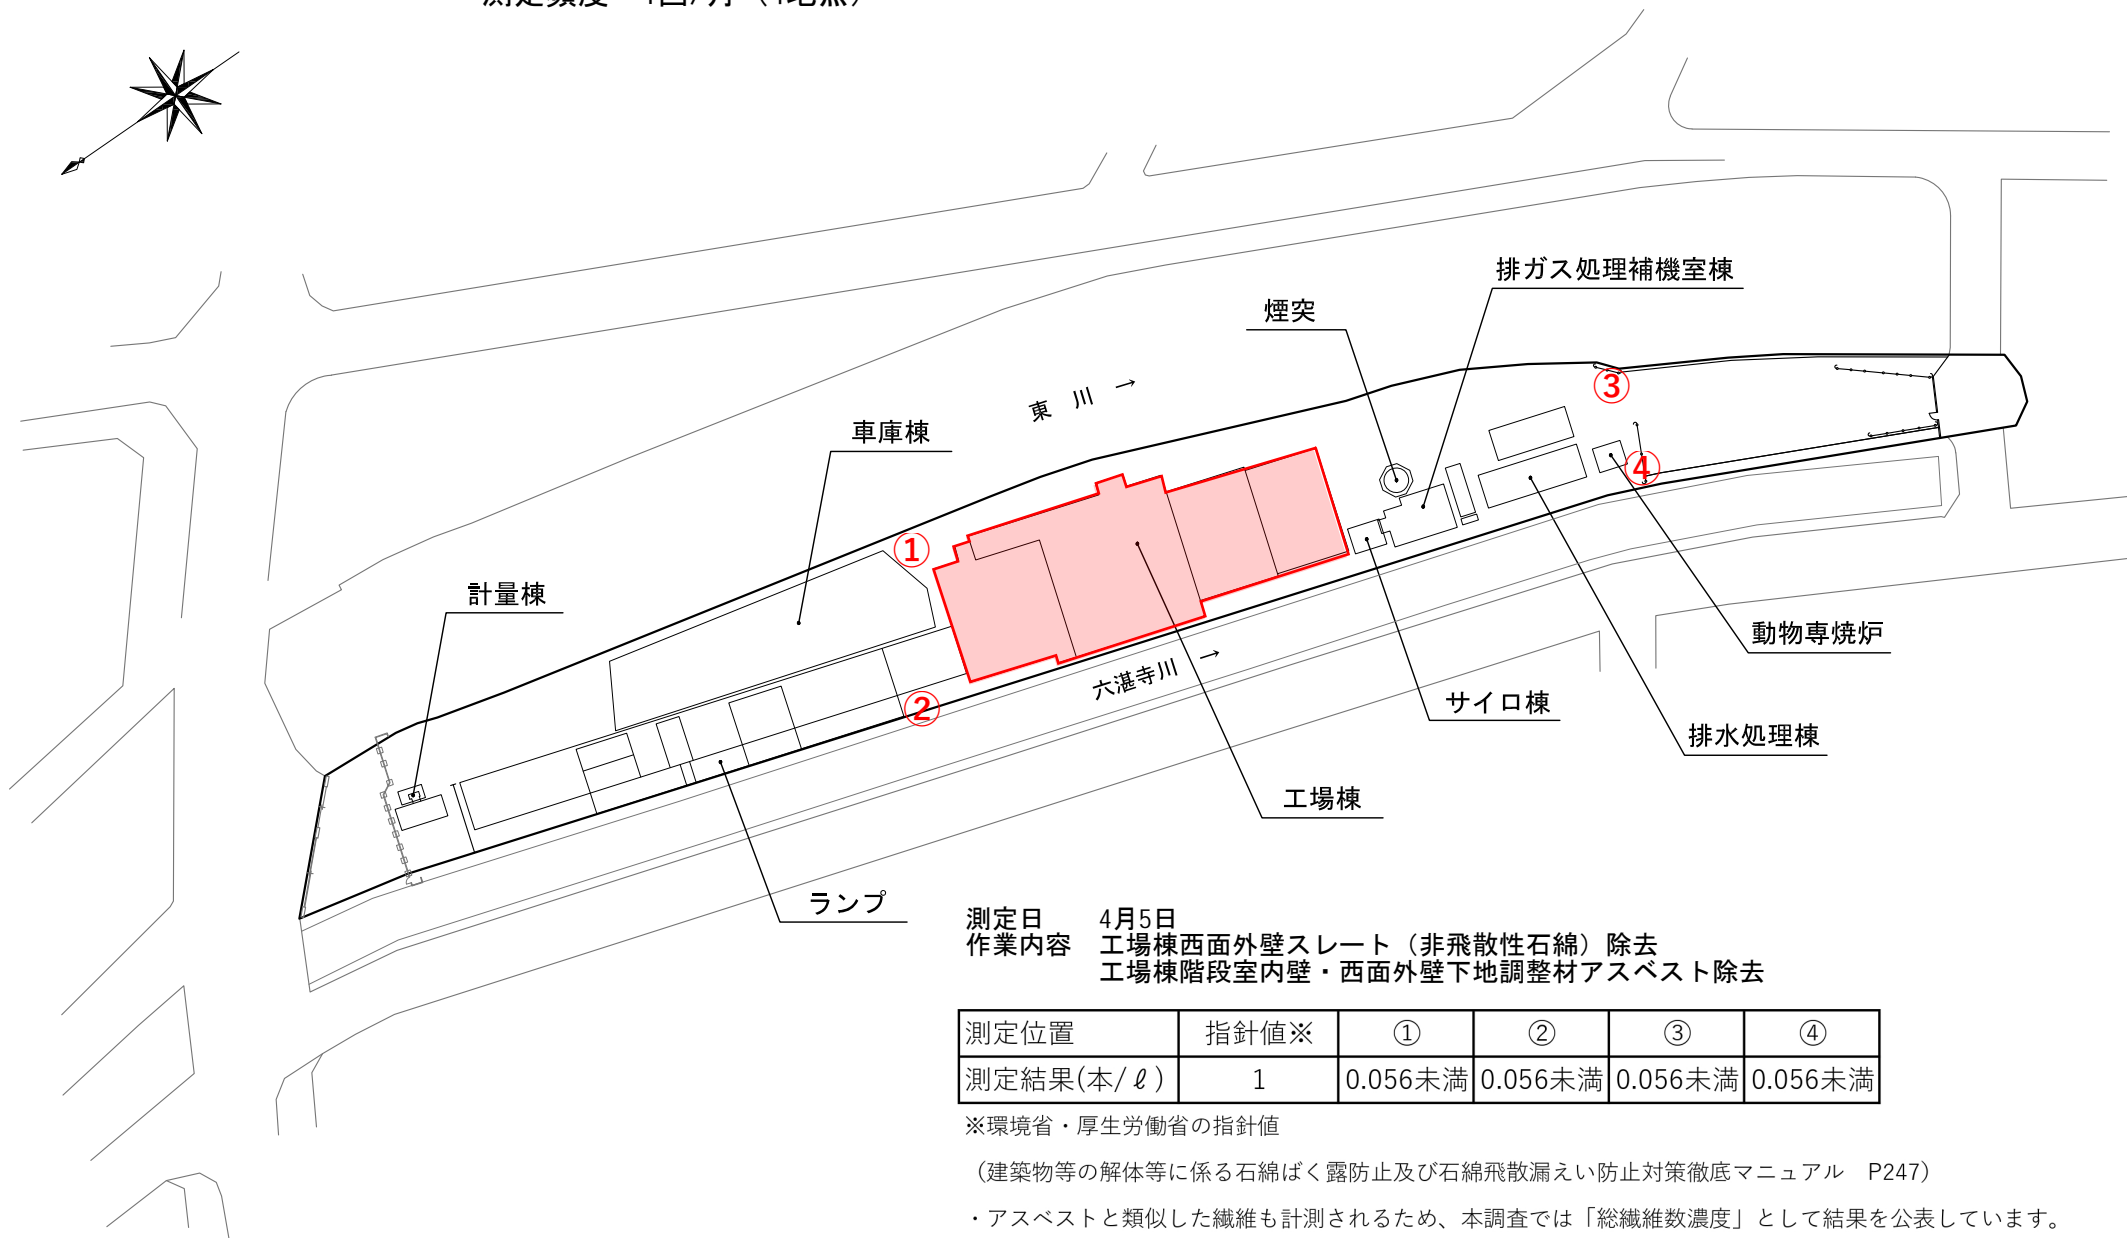 測定頻度　1回/月（4地点）
排ガス処理補機室棟
煙突
③
東　川　→
車庫棟
④
①
計量棟
動物専焼炉
六湛寺川　→
サイロ棟
②
排水処理棟
工場棟
ランプ
測定日　　4月5日
作業内容　工場棟西面外壁スレート（非飛散性石綿）除去
工場棟階段室内壁・西面外壁下地調整材アスベスト除去
測定位置　指針値※　①　②　③　④
測定結果(本/ℓ)　1　0.056未満　0.056未満　0.056未満　0.056未満
※環境省・厚生労働省の指針値
（建築物等の解体等に係る石綿ばく露防止及び石綿飛散漏えい防止対策徹底マニュアル　P247）
・アスベストと類似した繊維も計測されるため、本調査では「総繊維数濃度」として結果を公表しています。